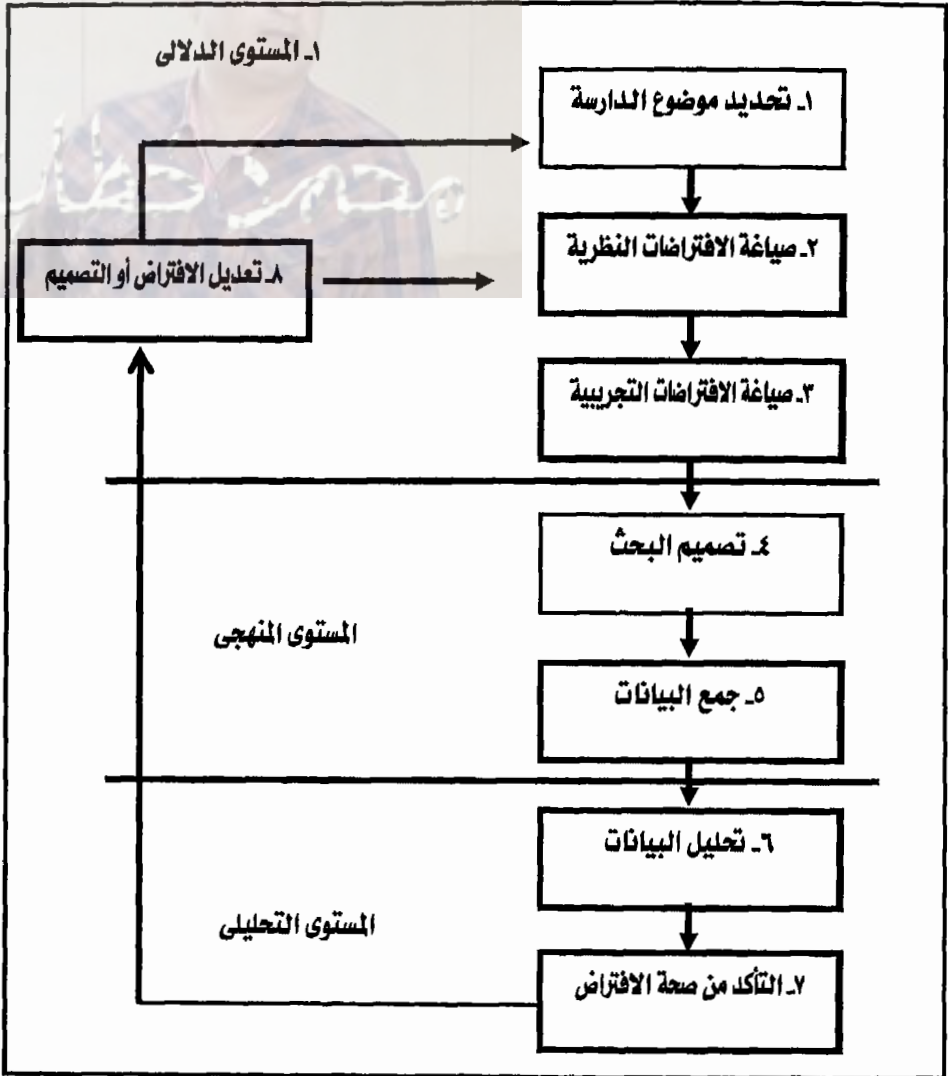 ١ـ المستوى الدلالى
١ـ تحديد موضوع الدارسة
٢ـ صياغة الافتراضات النظرية
٨ـ تعديل الافتراض أو التصميم
٣ـ صياغة الافتراضات التجريبية
٤ـ تصميم البحث
المستوى المنهجى
٥ـ جمع البيانات
٦ـ تحليل البيانات
المستوى التحليلى
٧ـ التأكد من صحة الافتراض